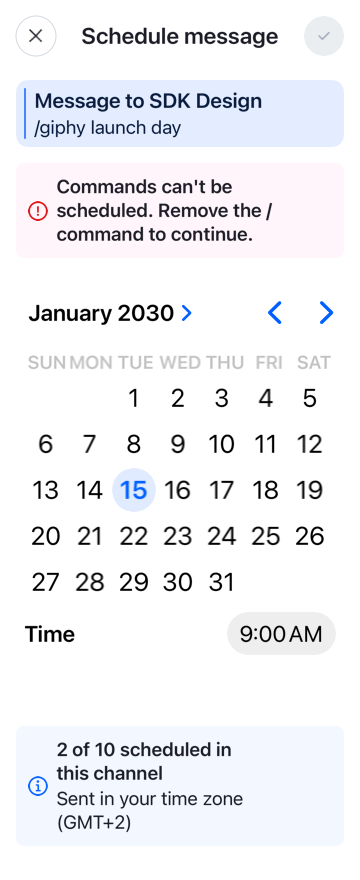 Schedule message
Message to SDK Design
/giphy launch day
Commands can't be
scheduled. Remove the /
command to continue.
January 2030
SUN MON TUE WED THU FRI SAT
1 2 3 4 5
6 7 8 9 10 11 12
13 14 15 16 17 18 19
20 21 22 23 24 25 26
27 28 29 30 31
Time 9:00 AM
2 of 10 scheduled in
this channel
Sent in your time zone
(GMT+2)